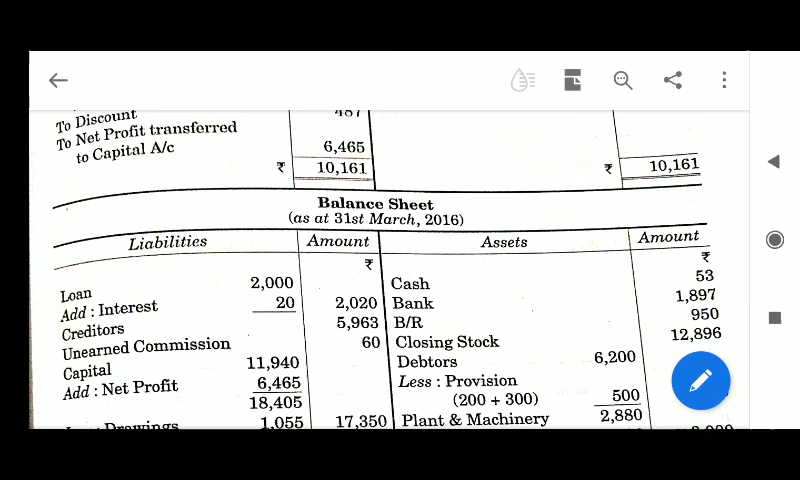 To Discount 487
To Net Profit transferred
to Capital A/c 6,465
₹ 10,161 ₹ 10,161
Balance Sheet
(as at 31st March, 2016)
Liabilities Amount Assets Amount
₹ ₹
Loan 2,000 Cash 53
Add : Interest 20 2,020 Bank 1,897
Creditors 5,963 B/R 950
Unearned Commission 60 Closing Stock 12,896
Capital 11,940 Debtors 6,200
Add : Net Profit 6,465 Less : Provision
18,405 (200 + 300) 500
Drawings 1,055 17,350 Plant & Machinery 2,880